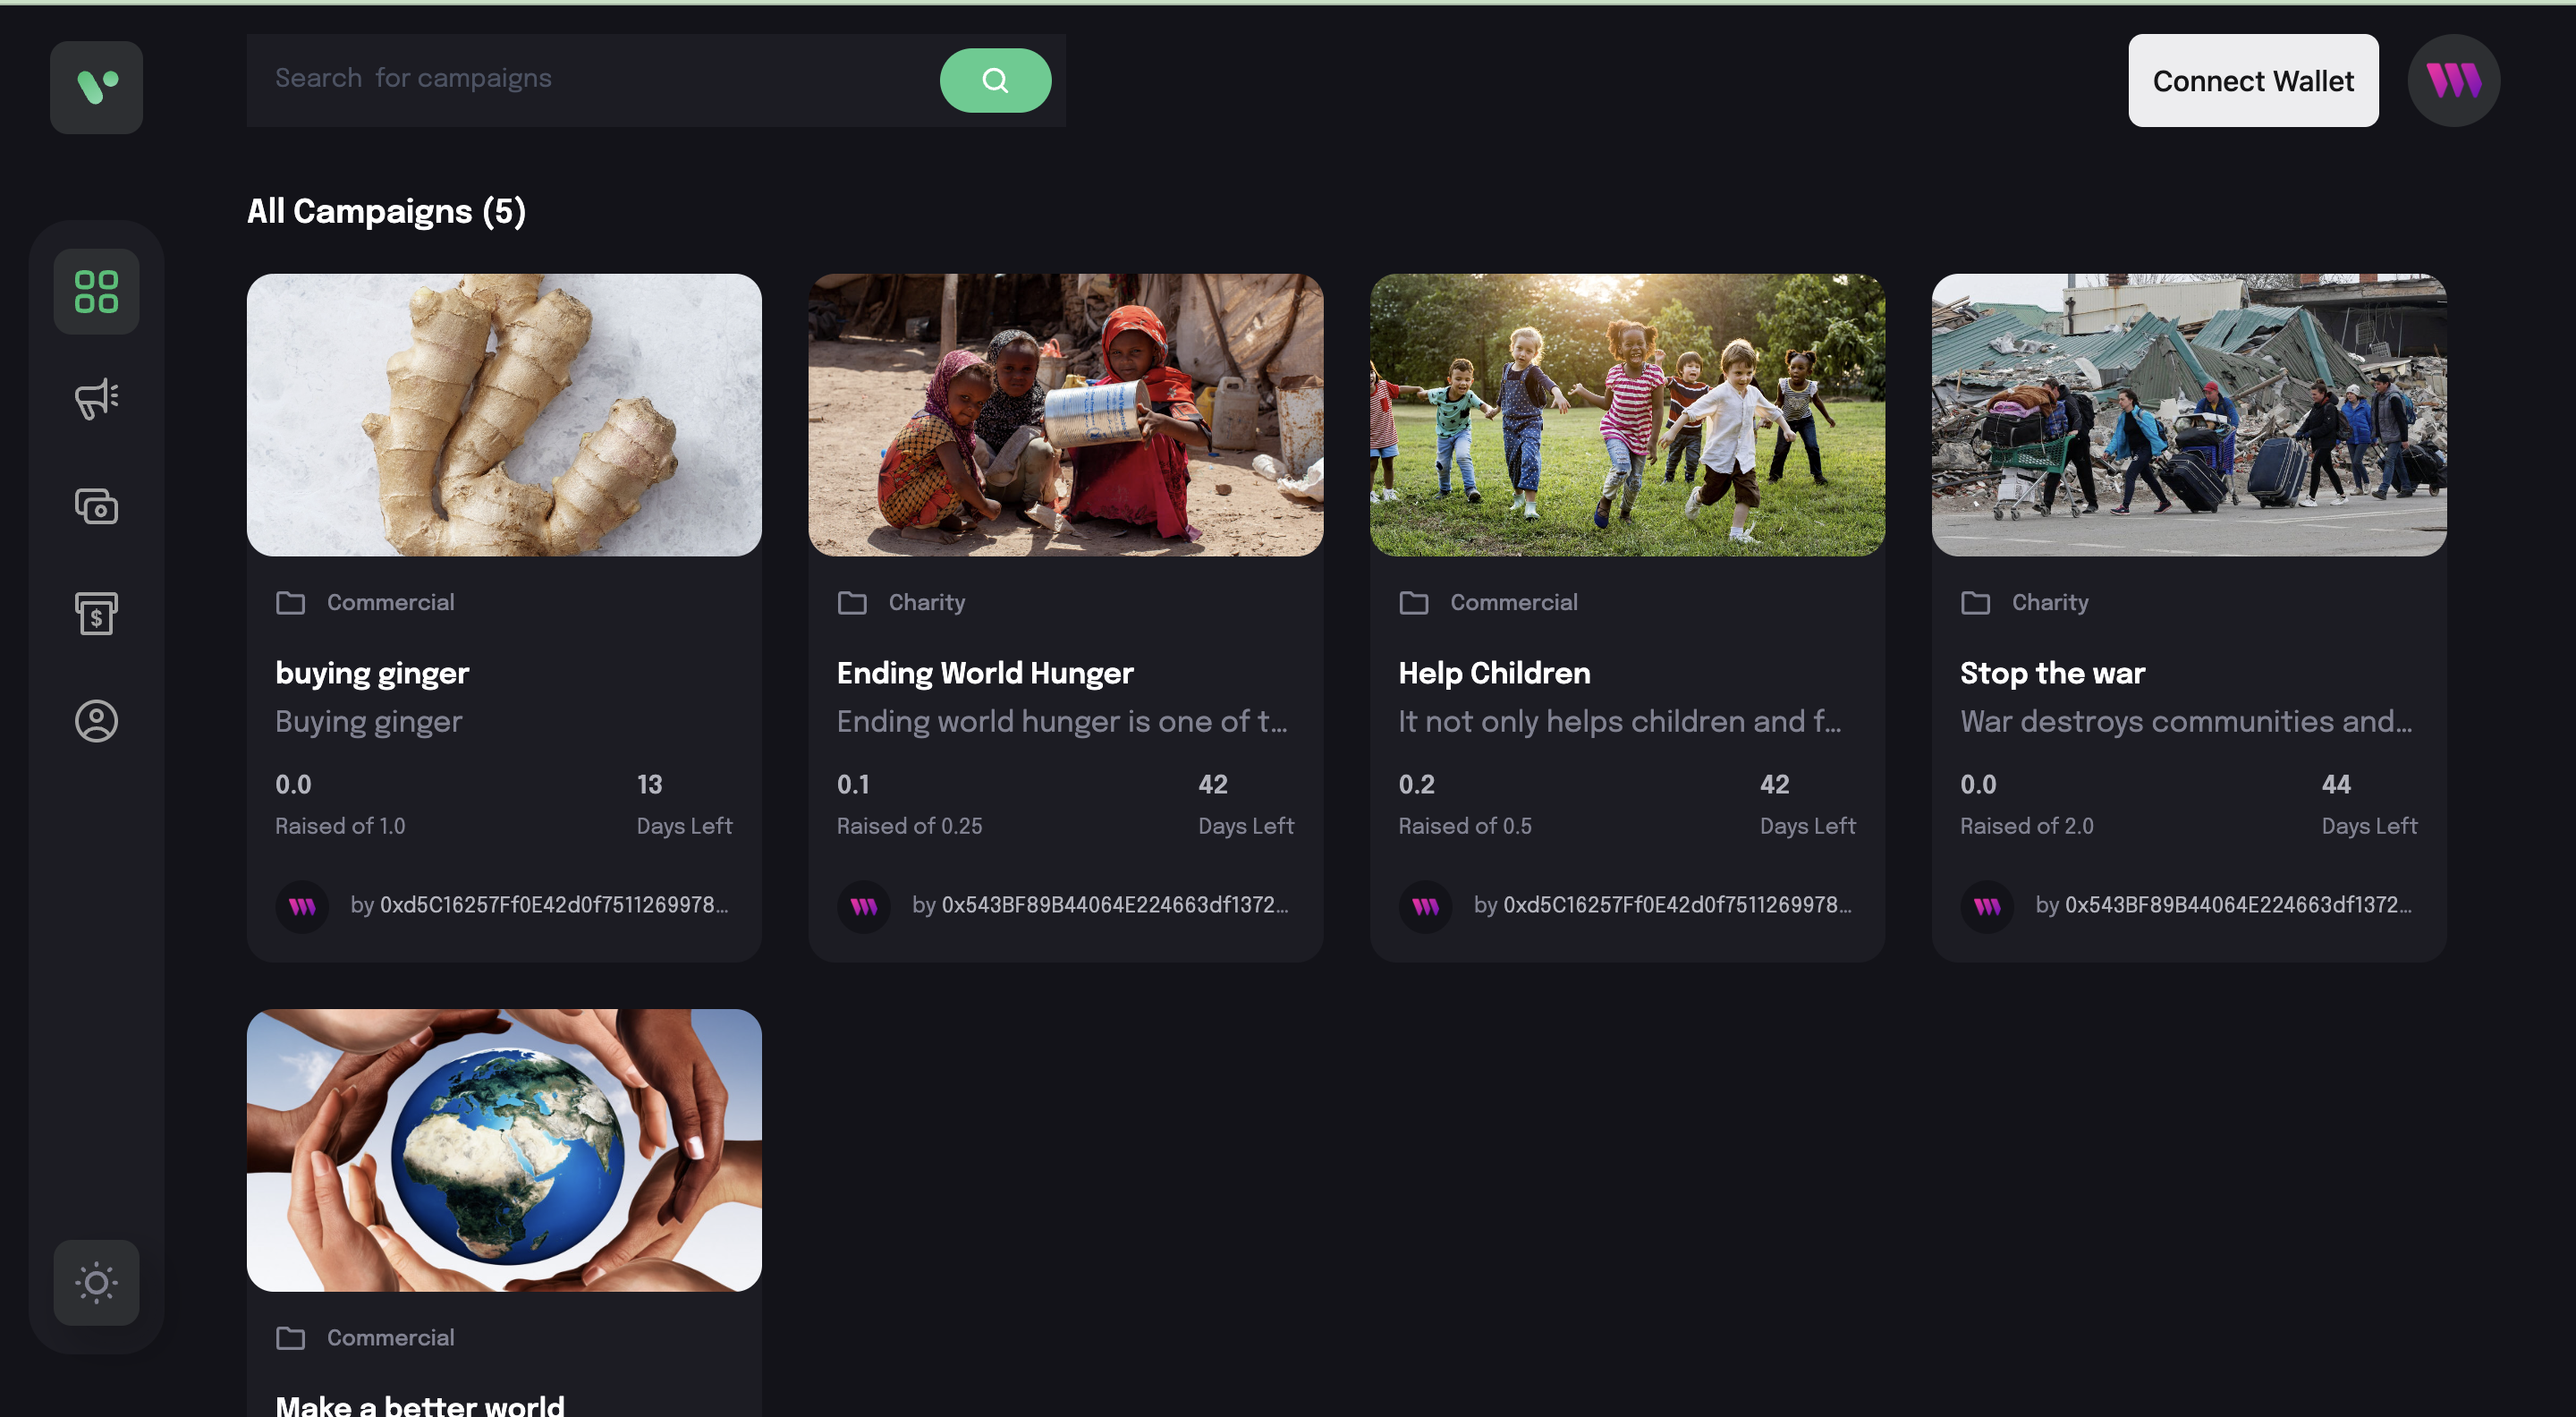 Search for campaigns
Connect Wallet
All Campaigns (5)
Commercial
buying ginger
Buying ginger
0.0
13
Raised of 1.0
Days Left
by 0xd5C16257Ff0E42d0f7511269978...
Charity
Ending World Hunger
Ending world hunger is one of t...
0.1
42
Raised of 0.25
Days Left
by 0x543BF89B44064E224663df1372...
Commercial
Help Children
It not only helps children and f...
0.2
42
Raised of 0.5
Days Left
by 0xd5C16257Ff0E42d0f7511269978...
Charity
Stop the war
War destroys communities and...
0.0
44
Raised of 2.0
Days Left
by 0x543BF89B44064E224663df1372...
Commercial
Make a better world